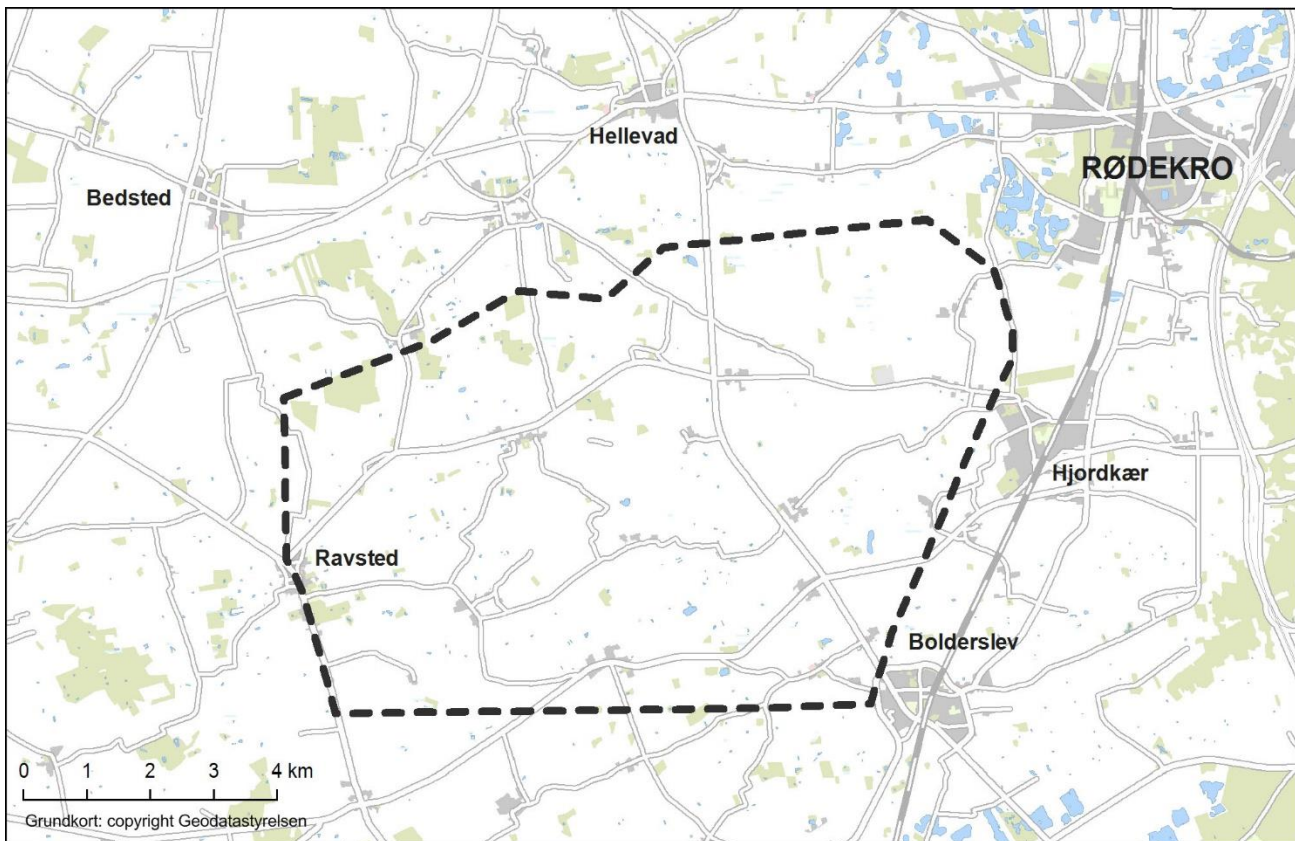 Hellevad
RØDEKRO
Bedsted
Hjordkær
Ravsted
Bolderslev
0 1 2 3 4 km
Grundkort: copyright Geodatastyrelsen